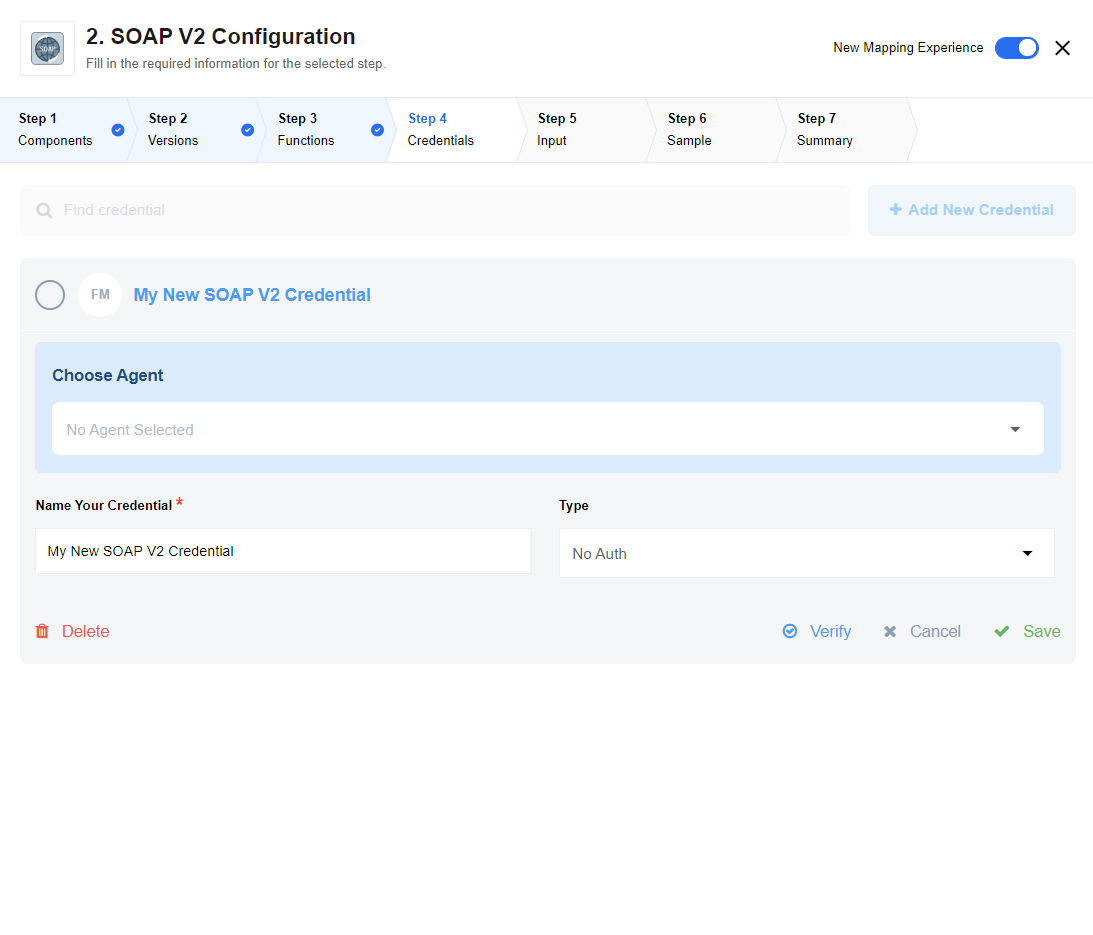 SOAP
2. SOAP V2 Configuration
Fill in the required information for the selected step.
New Mapping Experience
Step 1
Components
Step 2
Versions
Step 3
Functions
Step 4
Credentials
Step 5
Input
Step 6
Sample
Step 7
Summary
Find credential
Add New Credential
FM
My New SOAP V2 Credential
Choose Agent
No Agent Selected
Name Your Credential *
Type
My New SOAP V2 Credential
No Auth
Delete
Verify
Cancel
Save